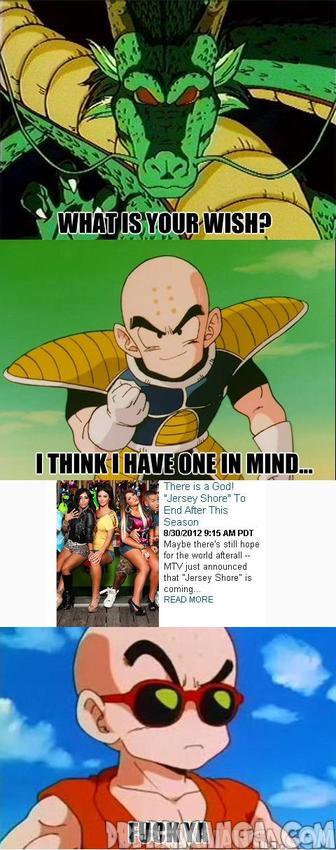 WHAT IS YOUR WISH?
I THINK I HAVE ONE IN MIND...
There is a God!
"Jersey Shore" To
End After This
Season
8/30/2012 9:15 AM PDT
Maybe there's still hope
for the world afterall --
MTV just announced
that "Jersey Shore" is
coming...
READ MORE
FUCK YA